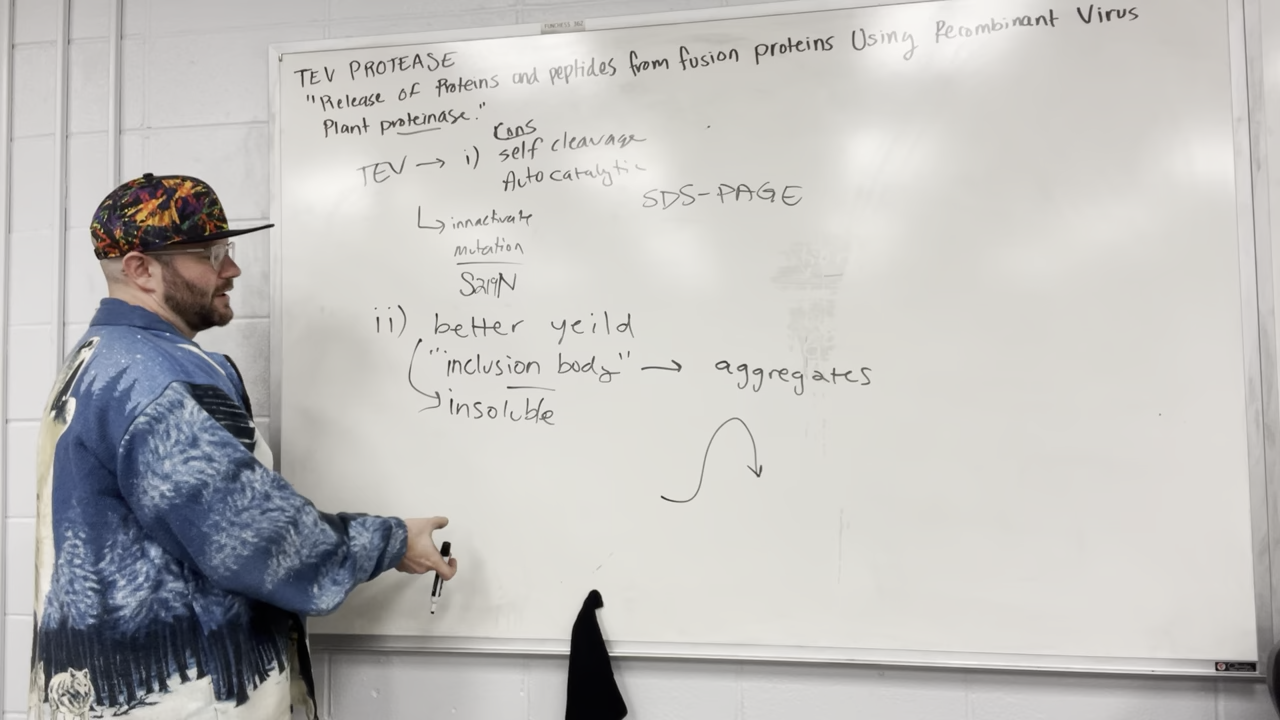 TEV PROTEASE
"Release of Proteins and peptides from fusion proteins Using Recombinant Virus
Plant proteinase."
Cons
TEV → i) self cleavage
Autocatalytic
SDS-PAGE
↳ innactivate
mutation
S219N
ii) better yeild
"inclusion body" → aggregates
insoluble